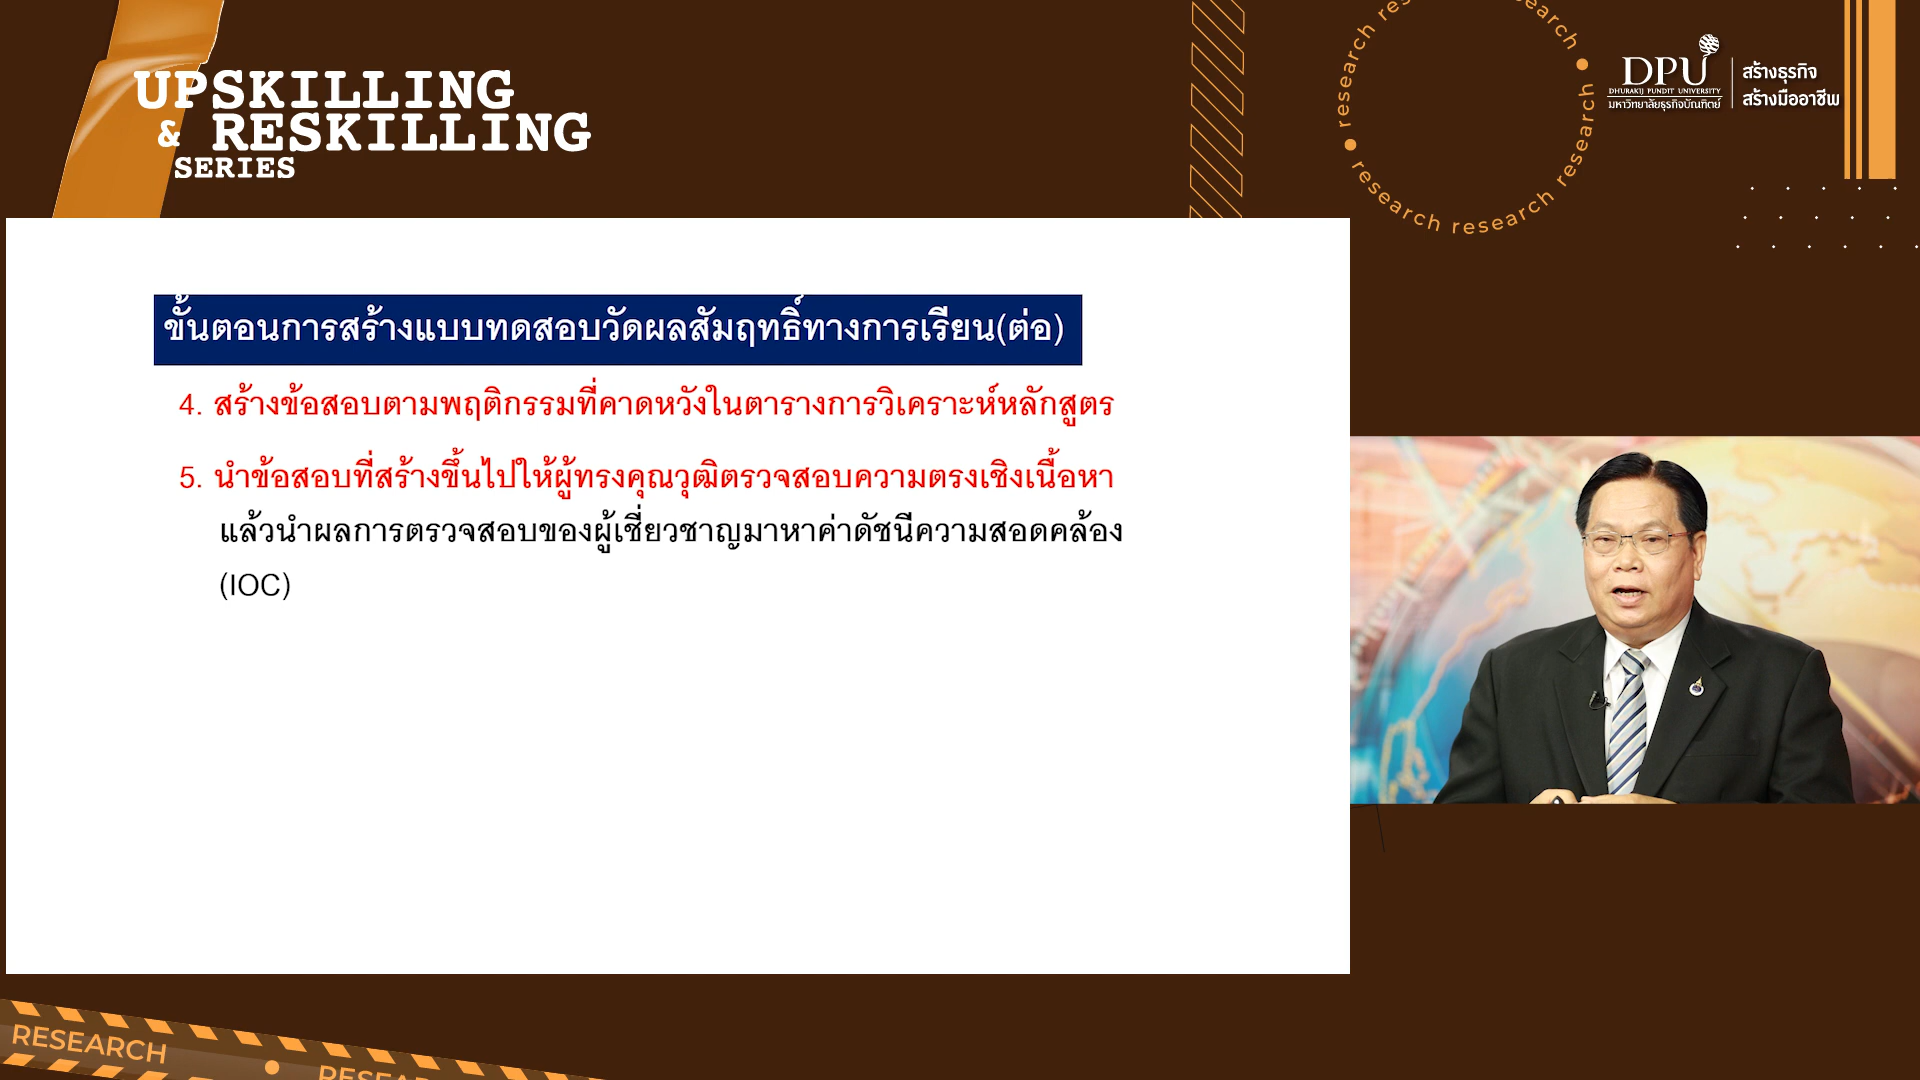 UPSKILLING
& RESKILLING
SERIES
research research research research
DPU
DHURAKIJ PUNDIT UNIVERSITY
มหาวิทยาลัยธุรกิจบัณฑิตย์
สร้างธุรกิจ
สร้างมืออาชีพ
ขั้นตอนการสร้างแบบทดสอบวัดผลสัมฤทธิ์ทางการเรียน(ต่อ)
4. สร้างข้อสอบตามพฤติกรรมที่คาดหวังในตารางการวิเคราะห์หลักสูตร
5. นำข้อสอบที่สร้างขึ้นไปให้ผู้ทรงคุณวุฒิตรวจสอบความตรงเชิงเนื้อหา
แล้วนำผลการตรวจสอบของผู้เชี่ยวชาญมาหาค่าดัชนีความสอดคล้อง
(IOC)
RESEARCH